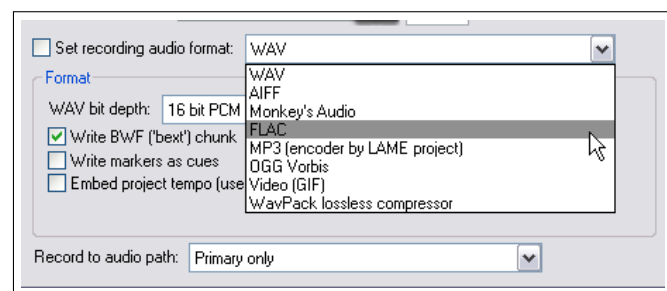 Set recording audio format: WAV
WAV
Format
AIFF
WAV bit depth: 16 bit PCM
Monkey's Audio
FLAC
Write BWF ('bext') chunk
MP3 (encoder by LAME project)
Write markers as cues
OGG Vorbis
Embed project tempo (use
Video (GIF)
WavPack lossless compressor
Record to audio path: Primary only